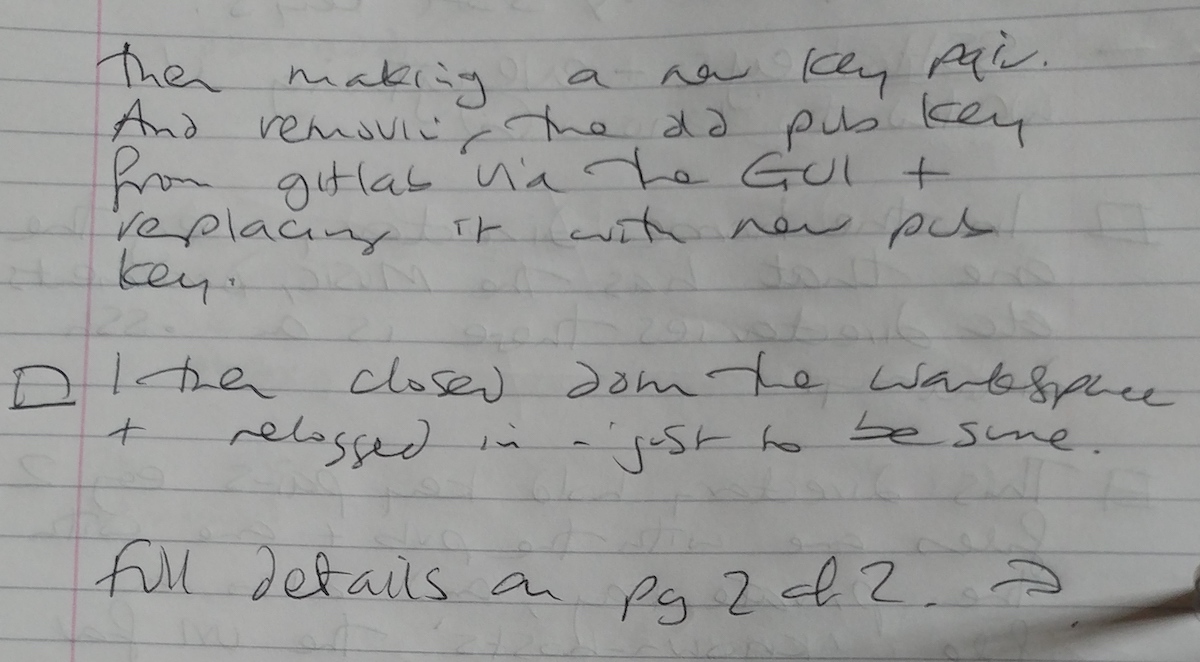 then making a new key pair.
And removing the old pub key
from gitlab via the GUI +
replacing it with new pub
key.
I then closed down the workspace
+ relogged in - just to be sure.
full details on pg 2 of 2. →